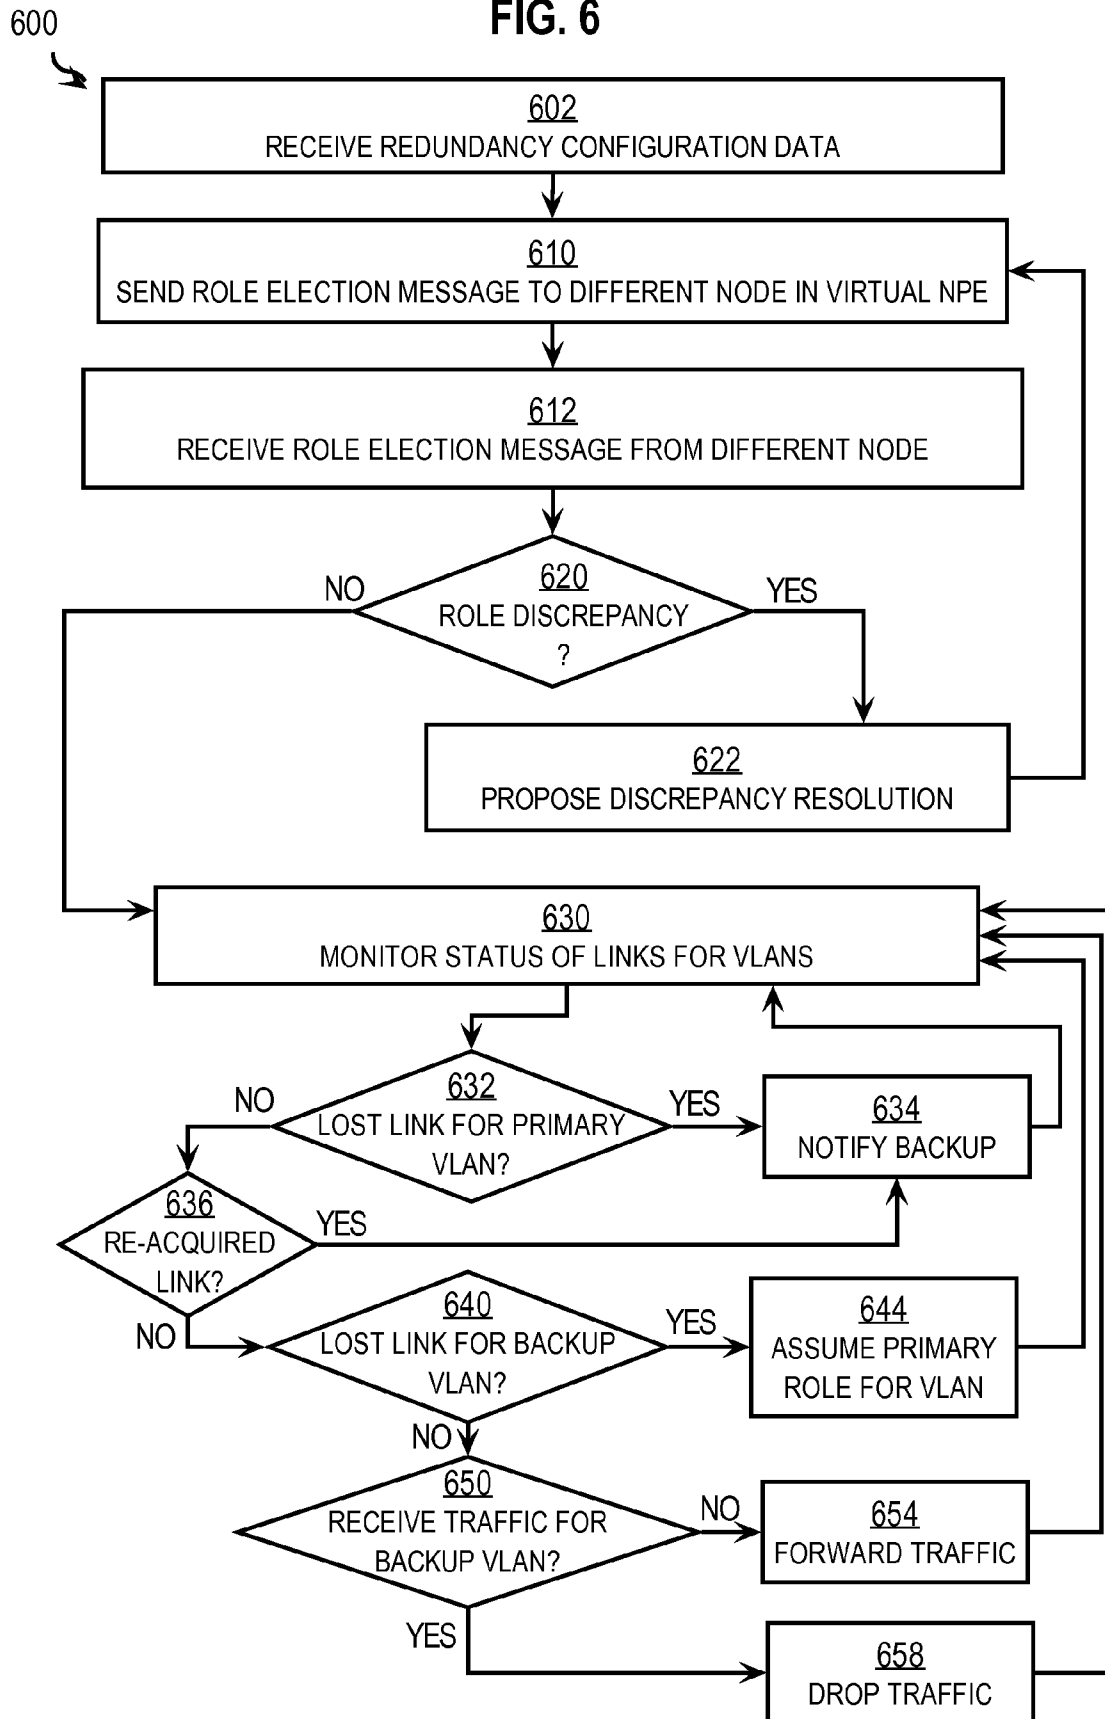 FIG. 6
600
602
RECEIVE REDUNDANCY CONFIGURATION DATA
610
SEND ROLE ELECTION MESSAGE TO DIFFERENT NODE IN VIRTUAL NPE
612
RECEIVE ROLE ELECTION MESSAGE FROM DIFFERENT NODE
620
ROLE DISCREPANCY
?
NO
YES
622
PROPOSE DISCREPANCY RESOLUTION
630
MONITOR STATUS OF LINKS FOR VLANS
632
LOST LINK FOR PRIMARY
VLAN?
NO
YES
634
NOTIFY BACKUP
636
RE-ACQUIRED
LINK?
YES
NO
640
LOST LINK FOR BACKUP
VLAN?
YES
644
ASSUME PRIMARY
ROLE FOR VLAN
NO
650
RECEIVE TRAFFIC FOR
BACKUP VLAN?
NO
654
FORWARD TRAFFIC
YES
658
DROP TRAFFIC